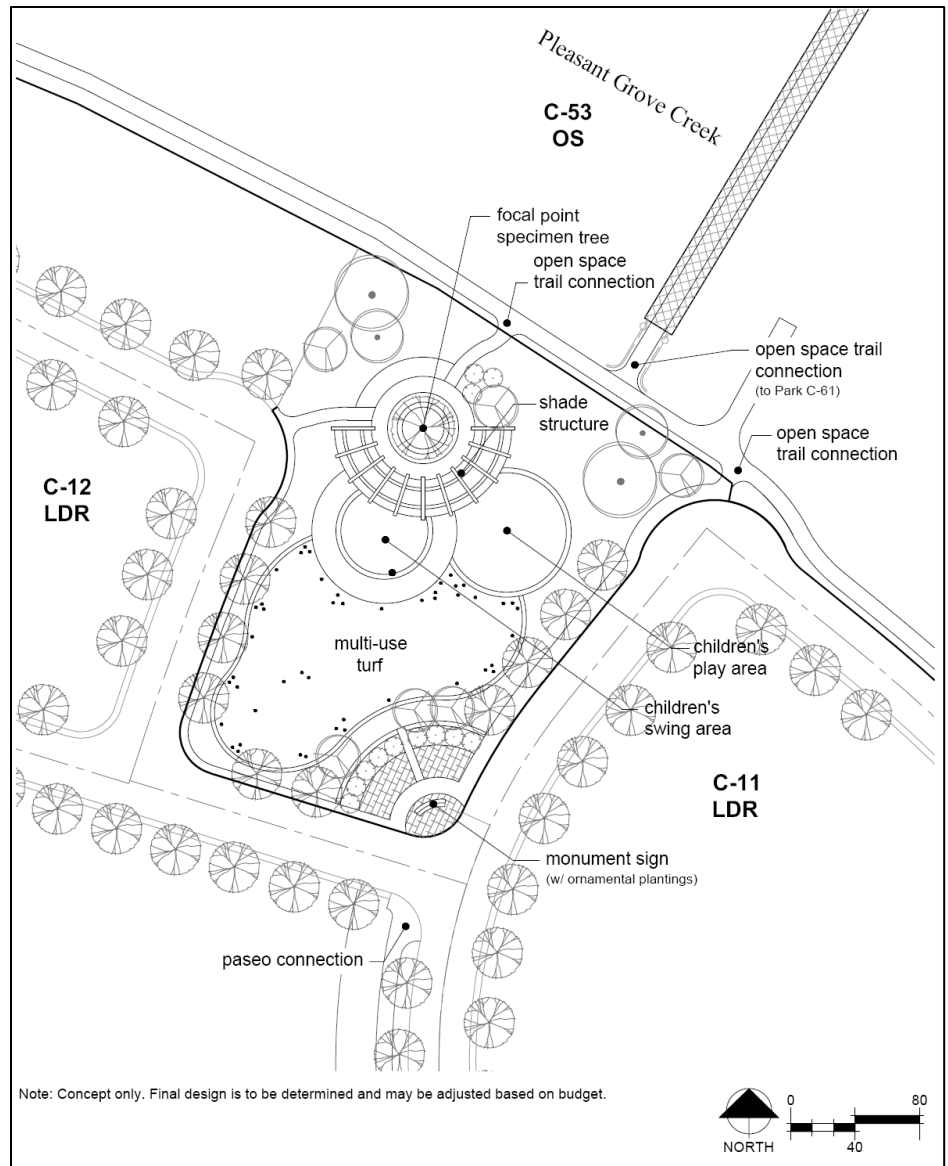 Pleasant Grove Creek
C-53
OS
focal point
specimen tree
open space
trail connection
open space trail
connection
(to Park C-61)
shade
structure
open space
trail connection
C-12
LDR
multi-use
turf
children's
play area
children's
swing area
C-11
LDR
monument sign
(w/ ornamental plantings)
paseo connection
Note: Concept only. Final design is to be determined and may be adjusted based on budget.
NORTH
0
80
40